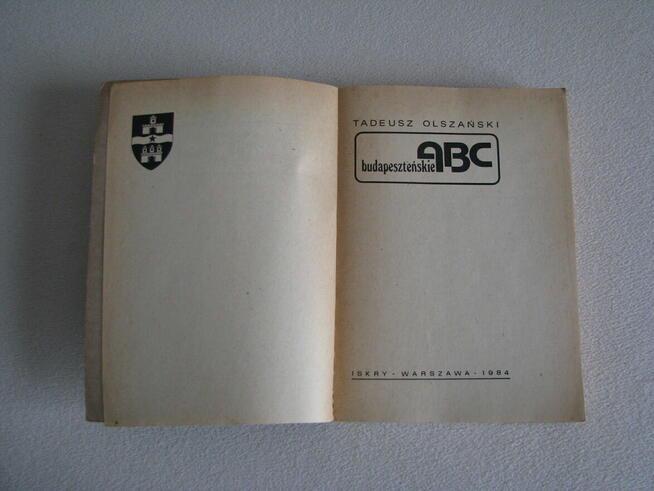 TADEUSZ OLSZAŃSKI
budapeszteńskie ABC
ISKRY - WARSZAWA - 1984